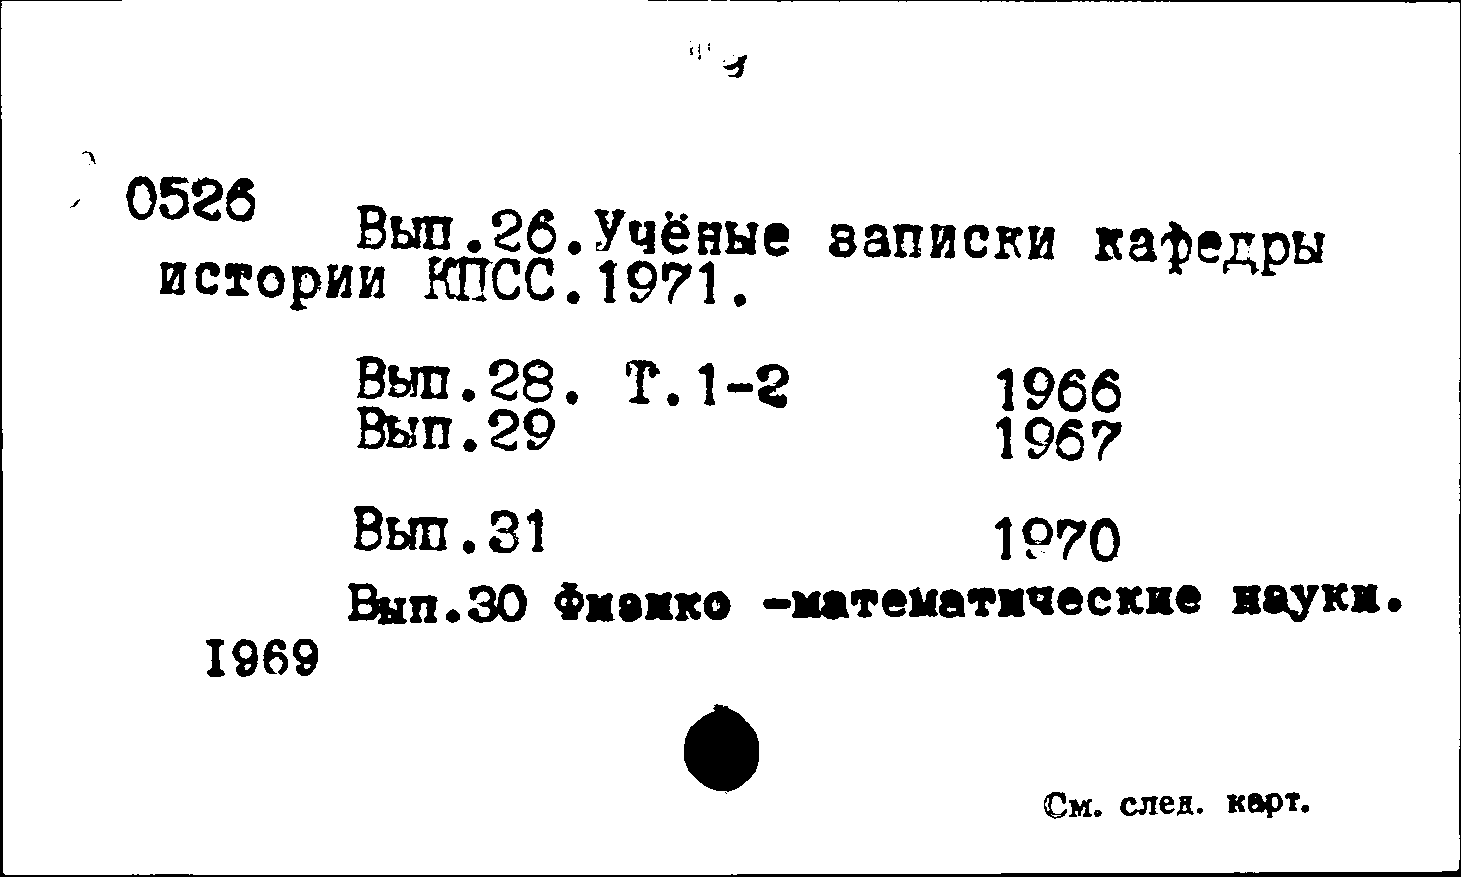 0526
Вып.26.Учёные записки кафедры
истории КПСС.1971.
Вып.28. Т.1-2 1966
Вып.29 1967
Вып.31 1970
Вып.30 Физико -математические науки.
I969
См. след. карт.